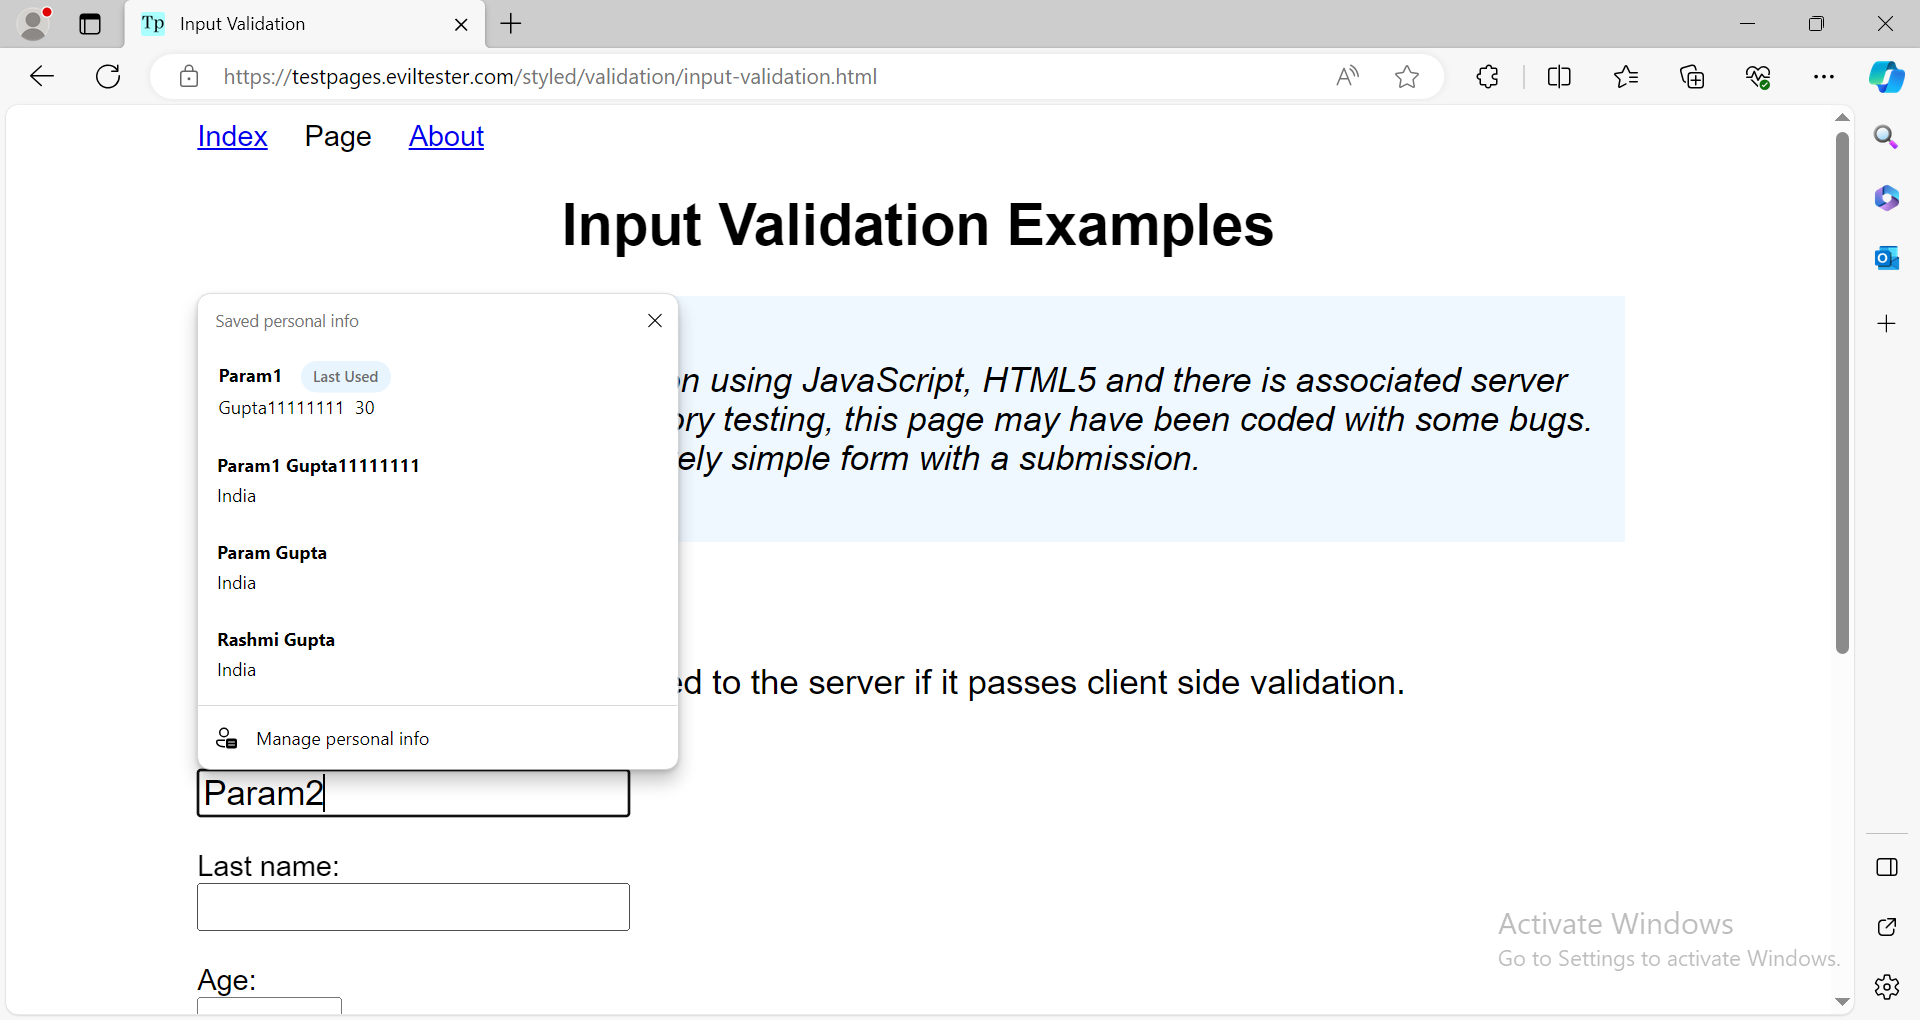 Tp Input Validation
https://testpages.eviltester.com/styled/validation/input-validation.html
Index Page About
Input Validation Examples
Saved personal info
Param1 Last Used
Gupta11111111 30
Param1 Gupta11111111
India
Param Gupta
India
Rashmi Gupta
India
Manage personal info
n using JavaScript, HTML5 and there is associated server
ry testing, this page may have been coded with some bugs.
ely simple form with a submission.
ed to the server if it passes client side validation.
Param2
Last name:
Age:
Activate Windows
Go to Settings to activate Windows.